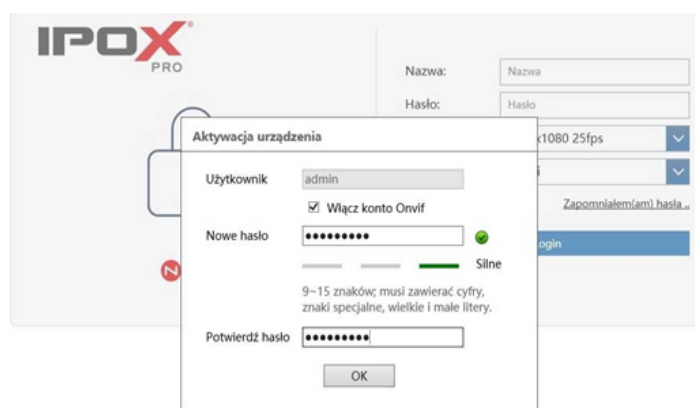 IPOX
PRO
Nazwa:
Nazwa
Hasło:
Hasło
x1080 25fps
i
Zapomniałem(am) hasła ..
ogin
Aktywacja urządzenia
Użytkownik
admin
Włącz konto Onvif
Nowe hasło
•••••••••
Silne
9~15 znaków; musi zawierać cyfry,
znaki specjalne, wielkie i małe litery.
Potwierdź hasło
•••••••••
OK